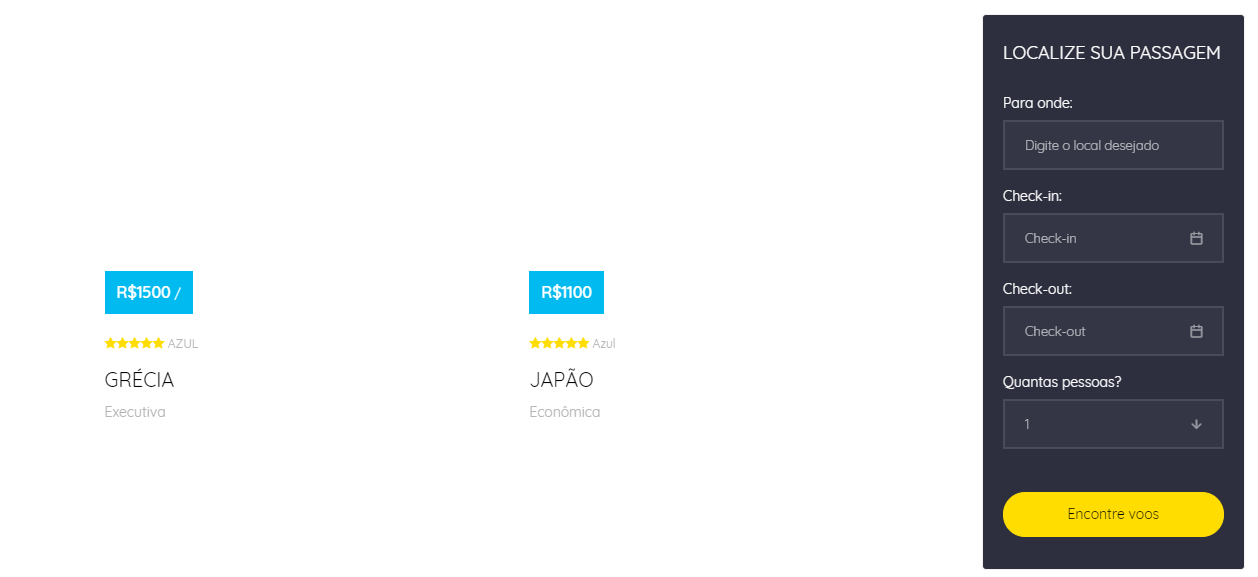 R$1500 /
AZUL
GRÉCIA
Executiva
R$1100
Azul
JAPÃO
Econômica
LOCALIZE SUA PASSAGEM
Para onde:
Digite o local desejado
Check-in:
Check-in
Check-out:
Check-out
Quantas pessoas?
1
Encontre voos